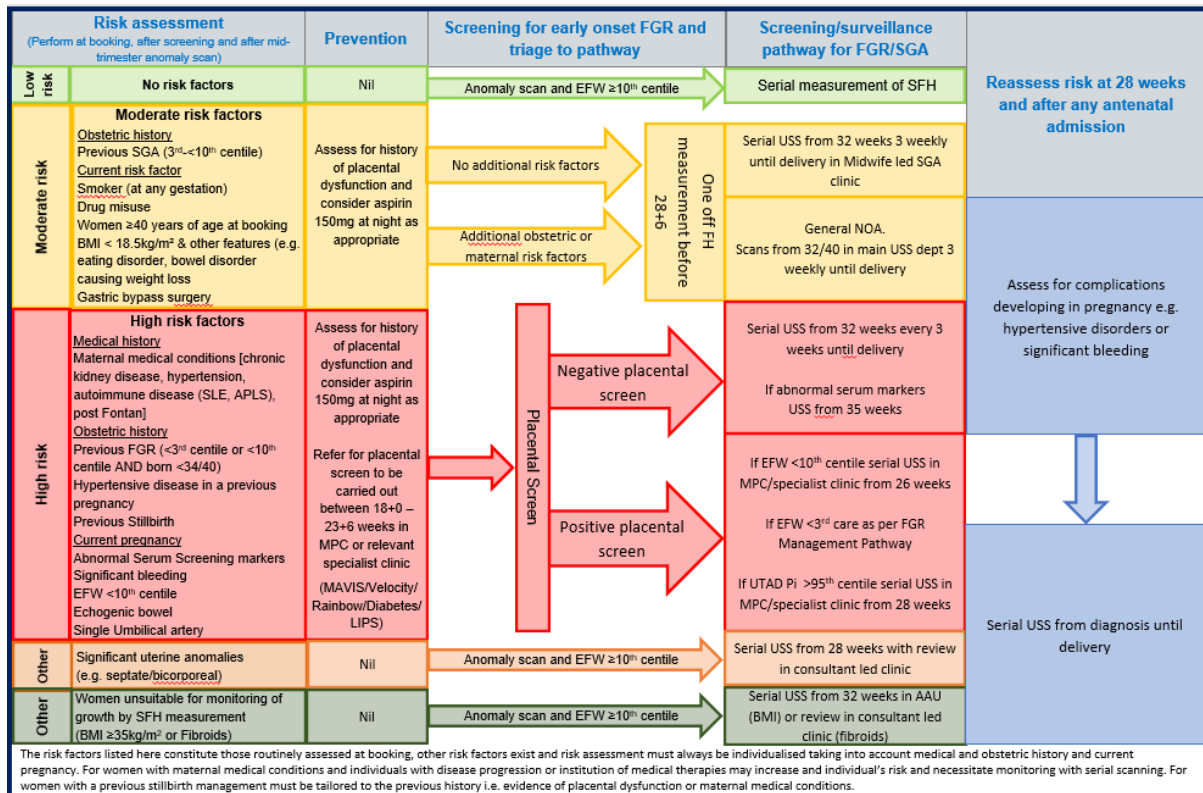 Risk assessment
(Perform at booking, after screening and after mid-
trimester anomaly scan)
Prevention
Screening for early onset FGR and
triage to pathway
Screening/surveillance
pathway for FGR/SGA
Reassess risk at 28 weeks
and after any antenatal
admission
Low
risk
No risk factors
Nil
Anomaly scan and EFW ≥10th centile
Serial measurement of SFH
Moderate risk
Moderate risk factors
Obstetric history
Previous SGA (3rd-<10th centile)
Current risk factor
Smoker (at any gestation)
Drug misuse
Women ≥40 years of age at booking
BMI < 18.5kg/m² & other features (e.g.
eating disorder, bowel disorder
causing weight loss
Gastric bypass surgery
Assess for history
of placental
dysfunction and
consider aspirin
150mg at night as
appropriate
No additional risk factors
Additional obstetric or
maternal risk factors
One off FH
measurement before
28+6
Serial USS from 32 weeks 3 weekly
until delivery in Midwife led SGA
clinic
General NOA.
Scans from 32/40 in main USS dept 3
weekly until delivery
Assess for complications
developing in pregnancy e.g.
hypertensive disorders or
significant bleeding
High risk
High risk factors
Medical history
Maternal medical conditions [chronic
kidney disease, hypertension,
autoimmune disease (SLE, APLS),
post Fontan]
Obstetric history
Previous FGR (<3rd centile or <10th
centile AND born <34/40)
Hypertensive disease in a previous
pregnancy
Previous Stillbirth
Current pregnancy
Abnormal Serum Screening markers
Significant bleeding
EFW <10th centile
Echogenic bowel
Single Umbilical artery
Assess for history
of placental
dysfunction and
consider aspirin
150mg at night as
appropriate
Refer for placental
screen to be
carried out
between 18+0 –
23+6 weeks in
MPC or relevant
specialist clinic
(MAVIS/Velocity/
Rainbow/Diabetes/
LIPS)
Placental Screen
Negative placental
screen
Positive placental
screen
Serial USS from 32 weeks every 3
weeks until delivery
If abnormal serum markers
USS from 35 weeks
If EFW <10th centile serial USS in
MPC/specialist clinic from 26 weeks
If EFW <3rd care as per FGR
Management Pathway
If UTAD Pi >95th centile serial USS in
MPC/specialist clinic from 28 weeks
Serial USS from diagnosis until
delivery
Other
Significant uterine anomalies
(e.g. septate/bicorporeal)
Nil
Anomaly scan and EFW ≥10th centile
Serial USS from 28 weeks with review
in consultant led clinic
Other
Women unsuitable for monitoring of
growth by SFH measurement
(BMI ≥35kg/m² or Fibroids)
Nil
Anomaly scan and EFW ≥10th centile
Serial USS from 32 weeks in AAU
(BMI) or review in consultant led
clinic (fibroids)
The risk factors listed here constitute those routinely assessed at booking, other risk factors exist and risk assessment must always be individualised taking into account medical and obstetric history and current
pregnancy. For women with maternal medical conditions and individuals with disease progression or institution of medical therapies may increase and individual's risk and necessitate monitoring with serial scanning. For
women with a previous stillbirth management must be tailored to the previous history i.e. evidence of placental dysfunction or maternal medical conditions.